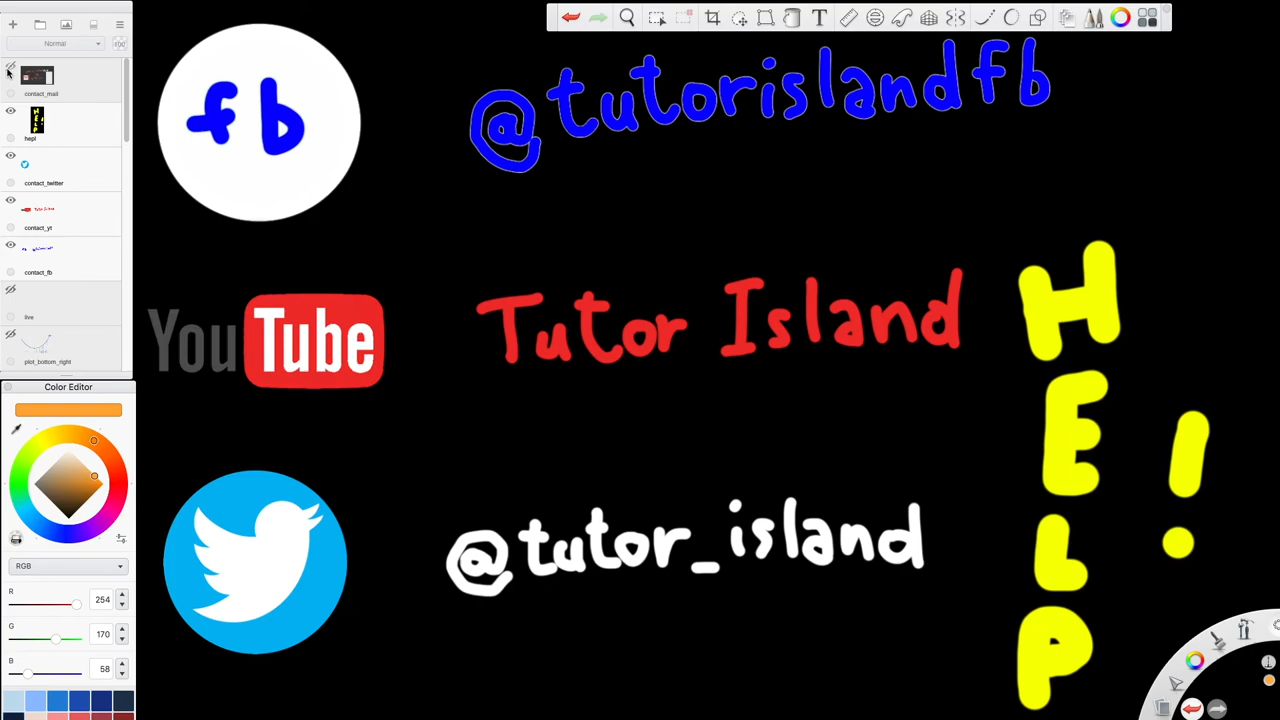 Normal
contact_mail
hepl
contact_twitter
contact_yt
contact_fb
live
plot_bottom_right
Color Editor
RGB
R 254
G 170
B 58
T
fb @tutorislandfb
YouTube Tutor Island
@tutor_island
HELP!